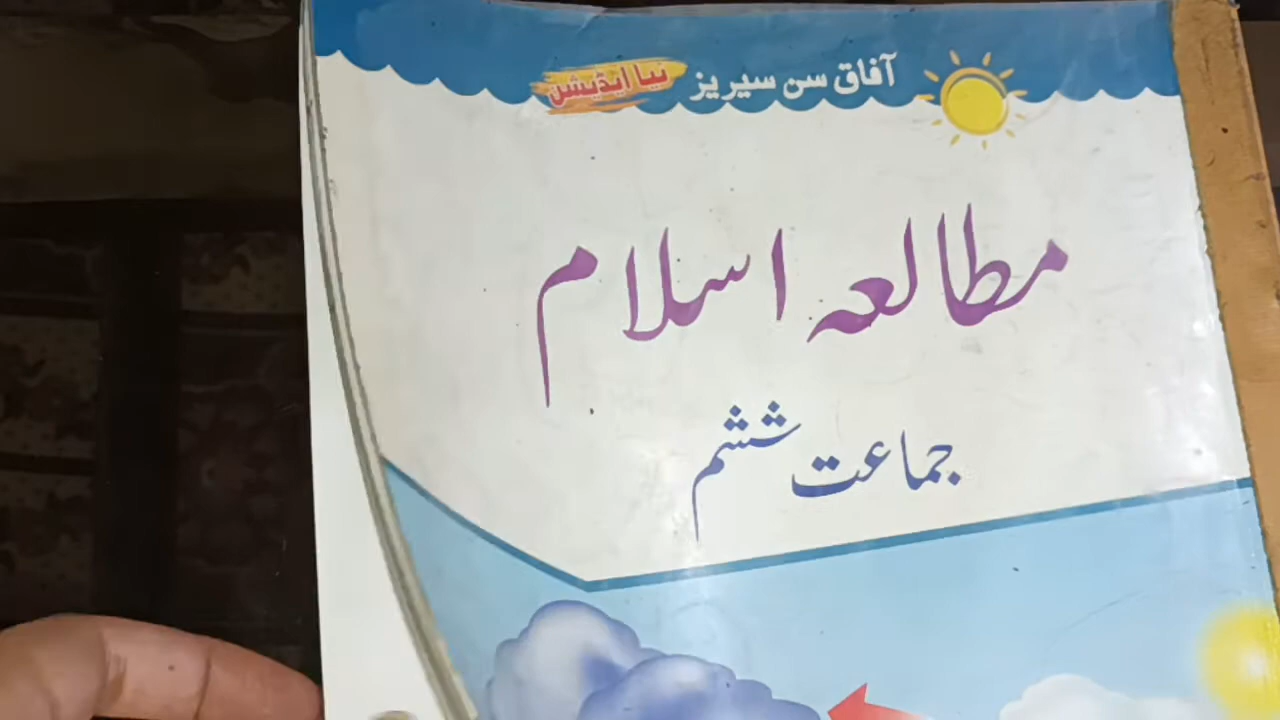 آفاق سن سیریز نیا ایڈیشن
مطالعہ اسلام
جماعت ششم